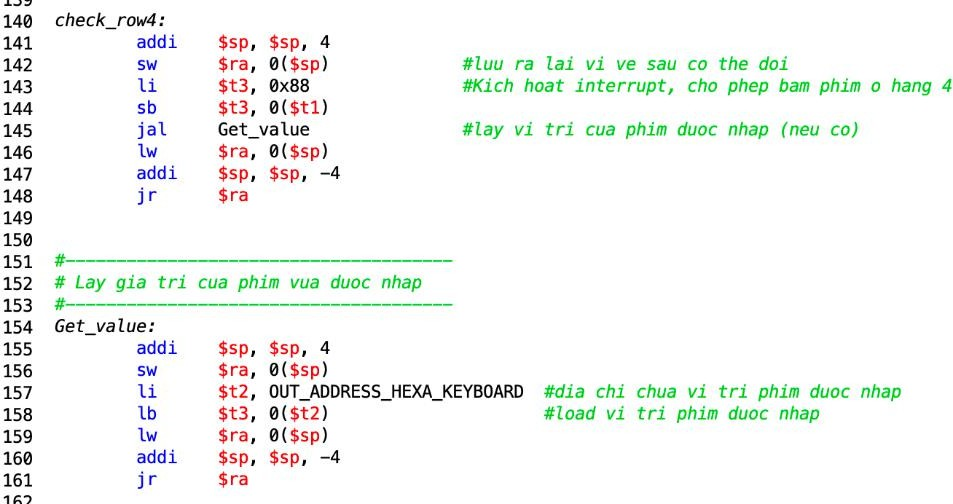 139
140 check_row4:
141 addi $sp, $sp, 4
142 sw $ra, 0($sp) #luu ra lai vi ve sau co the doi
143 li $t3, 0x88 #Kich hoat interrupt, cho phep bam phim o hang 4
144 sb $t3, 0($t1)
145 jal Get_value #lay vi tri cua phim duoc nhap (neu co)
146 lw $ra, 0($sp)
147 addi $sp, $sp, -4
148 jr $ra
149
150
151 #--------------------------------------
152 # Lay gia tri cua phim vua duoc nhap
153 #--------------------------------------
154 Get_value:
155 addi $sp, $sp, 4
156 sw $ra, 0($sp)
157 li $t2, OUT_ADDRESS_HEXA_KEYBOARD #dia chi chua vi tri phim duoc nhap
158 lb $t3, 0($t2) #load vi tri phim duoc nhap
159 lw $ra, 0($sp)
160 addi $sp, $sp, -4
161 jr $ra
162